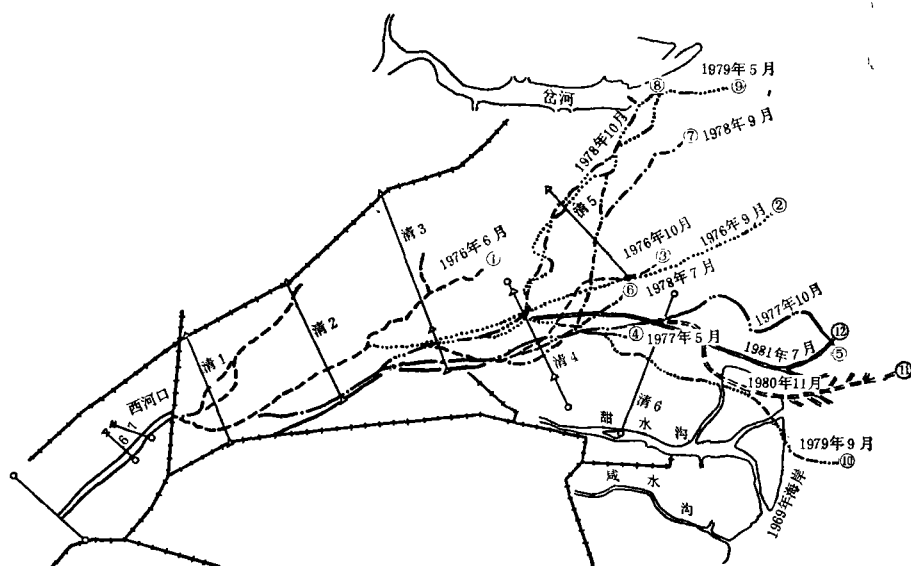 1979年5月
⑧
⑨
岔河
1978年10月
⑦
1978年9月
清5
②
1976年9月
清3
1976年6月
①
1976年10月
③
⑥
1978年7月
1977年10月
清2
清1
清4
④
1977年5月
⑫
1981年7月
⑤
⑪
1980年11月
西河口
清6
甜水沟
1979年9月
⑩
咸水沟
1969年海岸